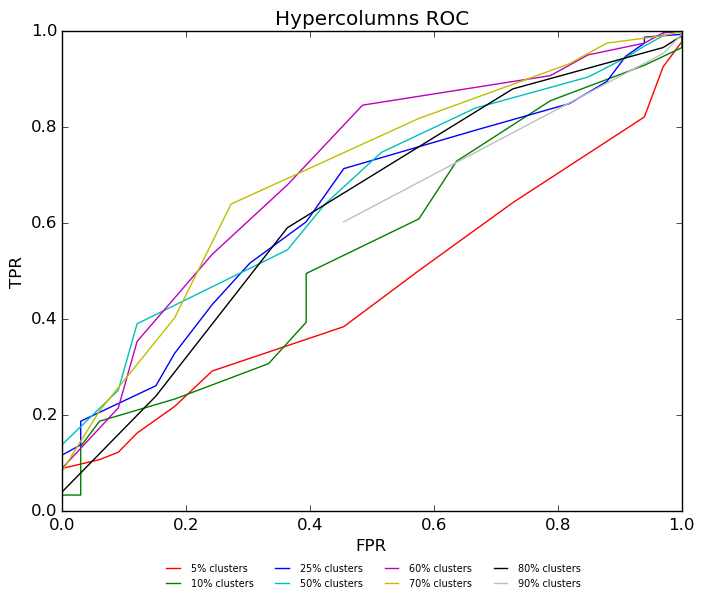 Hypercolumns ROC
1.0
0.8
0.6
0.4
0.2
0.0
TPR
0.0 0.2 0.4 0.6 0.8 1.0
FPR
5% clusters 25% clusters 60% clusters 80% clusters
10% clusters 50% clusters 70% clusters 90% clusters